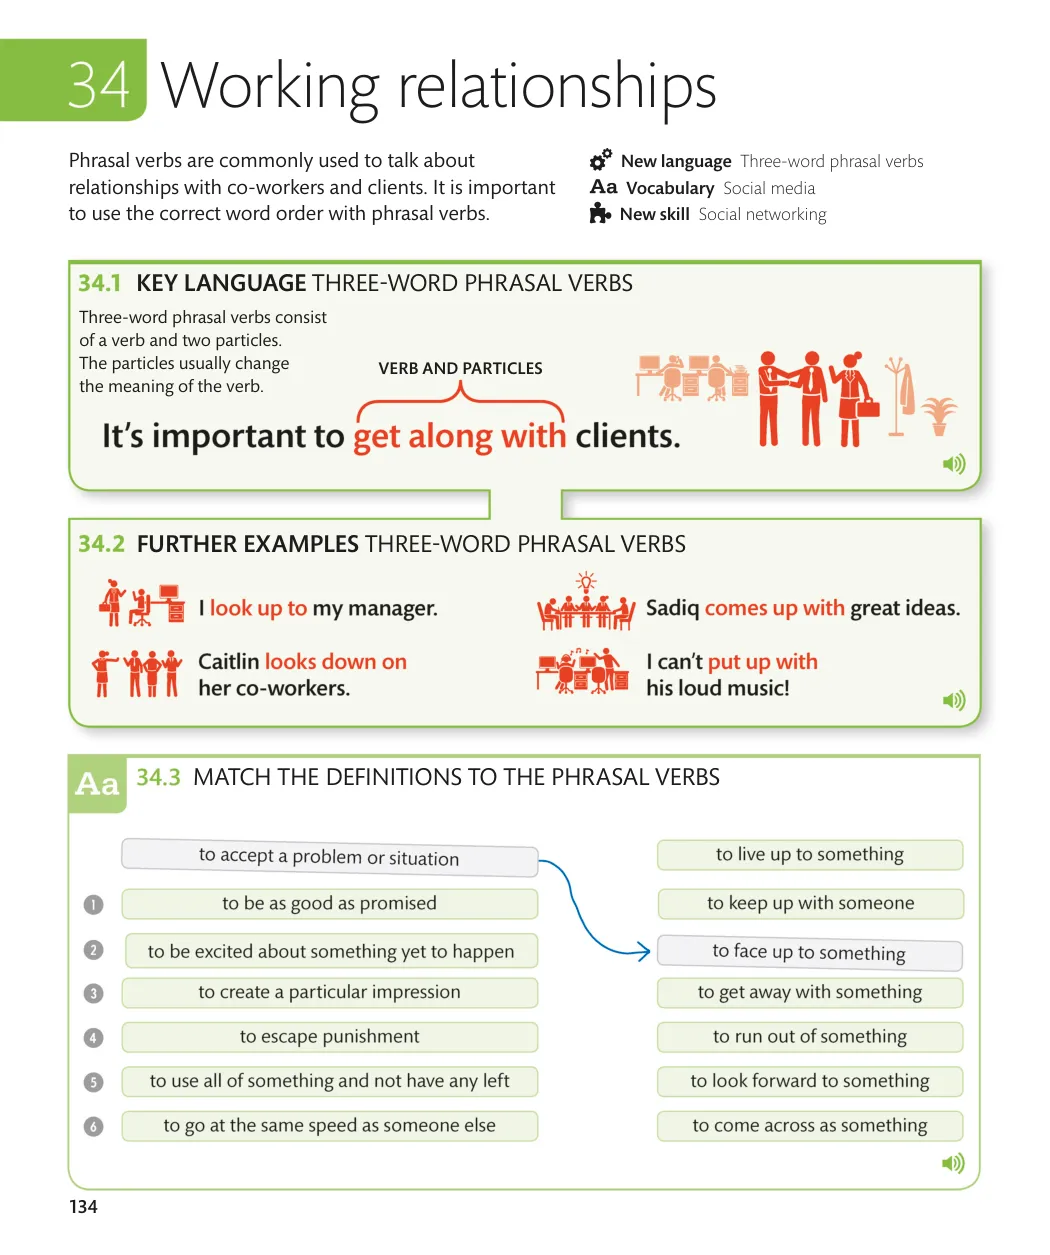 34 Working relationships
Phrasal verbs are commonly used to talk about
relationships with co-workers and clients. It is important
to use the correct word order with phrasal verbs.
New language Three-word phrasal verbs
Aa Vocabulary Social media
New skill Social networking
34.1 KEY LANGUAGE THREE-WORD PHRASAL VERBS
Three-word phrasal verbs consist
of a verb and two particles.
The particles usually change
the meaning of the verb.
VERB AND PARTICLES
It's important to get along with clients.
34.2 FURTHER EXAMPLES THREE-WORD PHRASAL VERBS
I look up to my manager.
Sadiq comes up with great ideas.
Caitlin looks down on
her co-workers.
I can't put up with
his loud music!
Aa 34.3 MATCH THE DEFINITIONS TO THE PHRASAL VERBS
to accept a problem or situation
1 to be as good as promised
2 to be excited about something yet to happen
3 to create a particular impression
4 to escape punishment
5 to use all of something and not have any left
6 to go at the same speed as someone else
to live up to something
to keep up with someone
to face up to something
to get away with something
to run out of something
to look forward to something
to come across as something
134